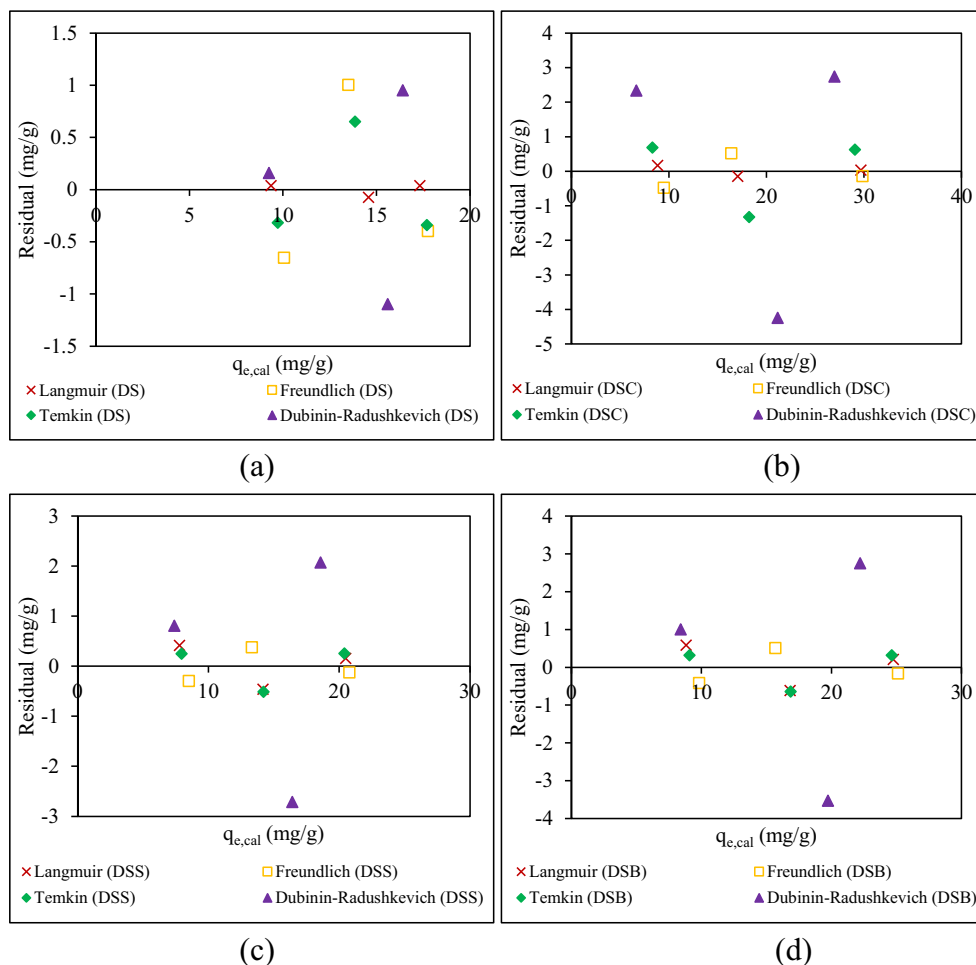 1.5
1
0.5
0
-0.5
-1
-1.5
0
5
10
15
20
Residual (mg/g)
qe,cal (mg/g)
Langmuir (DS)
Freundlich (DS)
Temkin (DS)
Dubinin-Radushkevich (DS)
(a)
4
3
2
1
0
-1
-2
-3
-4
-5
0
10
20
30
40
Residual (mg/g)
qe,cal (mg/g)
Langmuir (DSC)
Freundlich (DSC)
Temkin (DSC)
Dubinin-Radushkevich (DSC)
(b)
3
2
1
0
-1
-2
-3
0
10
20
30
Residual (mg/g)
qe,cal (mg/g)
Langmuir (DSS)
Freundlich (DSS)
Temkin (DSS)
Dubinin-Radushkevich (DSS)
(c)
4
3
2
1
0
-1
-2
-3
-4
0
10
20
30
Residual (mg/g)
qe,cal (mg/g)
Langmuir (DSB)
Freundlich (DSB)
Temkin (DSB)
Dubinin-Radushkevich (DSB)
(d)